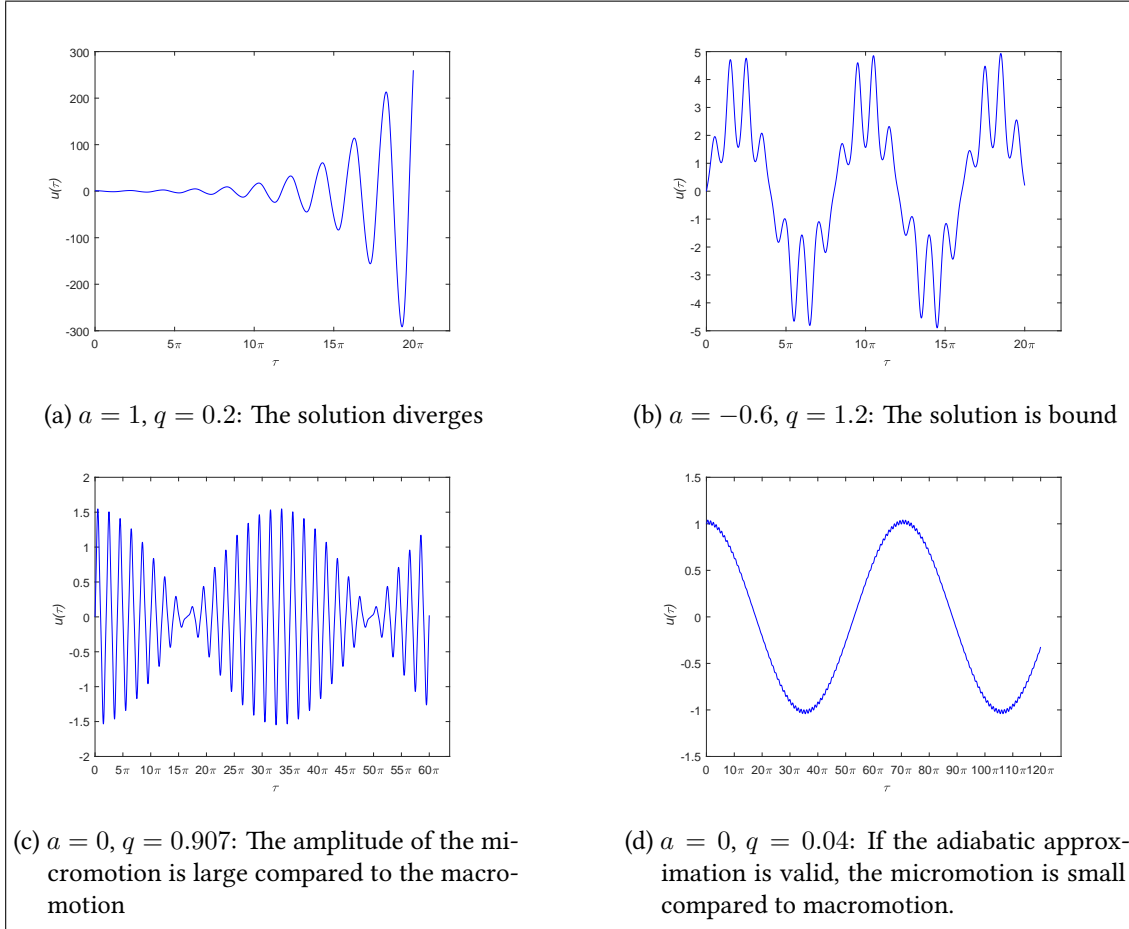 300
200
100
0
-100
-200
-300
u(τ)
0 5π 10π 15π 20π
τ
(a) a = 1, q = 0.2: The solution diverges
5
4
3
2
1
0
-1
-2
-3
-4
-5
u(τ)
0 5π 10π 15π 20π
τ
(b) a = −0.6, q = 1.2: The solution is bound
2
1.5
1
0.5
0
-0.5
-1
-1.5
-2
u(τ)
0 5π 10π 15π 20π 25π 30π 35π 40π 45π 50π 55π 60π
τ
(c) a = 0, q = 0.907: The amplitude of the mi-
cromotion is large compared to the macro-
motion
1.5
1
0.5
0
-0.5
-1
-1.5
u(τ)
0 10π 20π 30π 40π 50π 60π 70π 80π 90π 100π 110π 120π
τ
(d) a = 0, q = 0.04: If the adiabatic approx-
imation is valid, the micromotion is small
compared to macromotion.